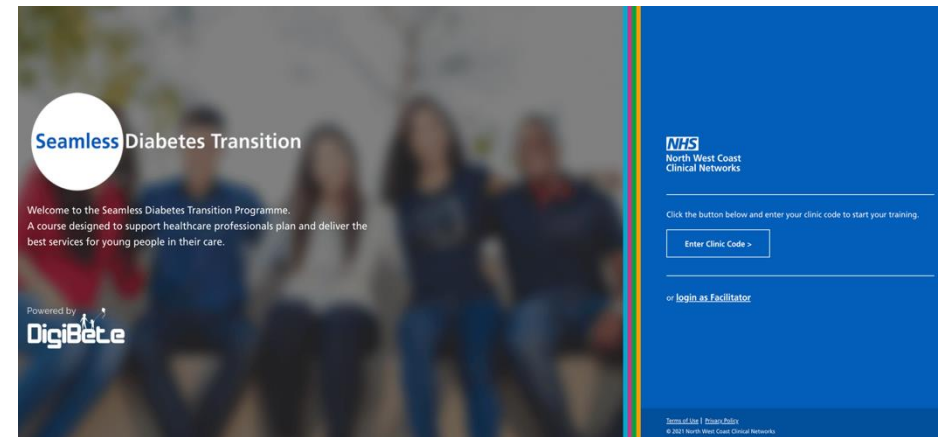 Seamless Diabetes Transition
Welcome to the Seamless Diabetes Transition Programme.
A course designed to support healthcare professionals plan and deliver the
best services for young people in their care.
Powered by
DigiBete
NHS
North West Coast
Clinical Networks
Click the button below and enter your clinic code to start your training.
Enter Clinic Code >
or login as Facilitator
Terms of Use | Privacy Policy
© 2021 North West Coast Clinical Networks